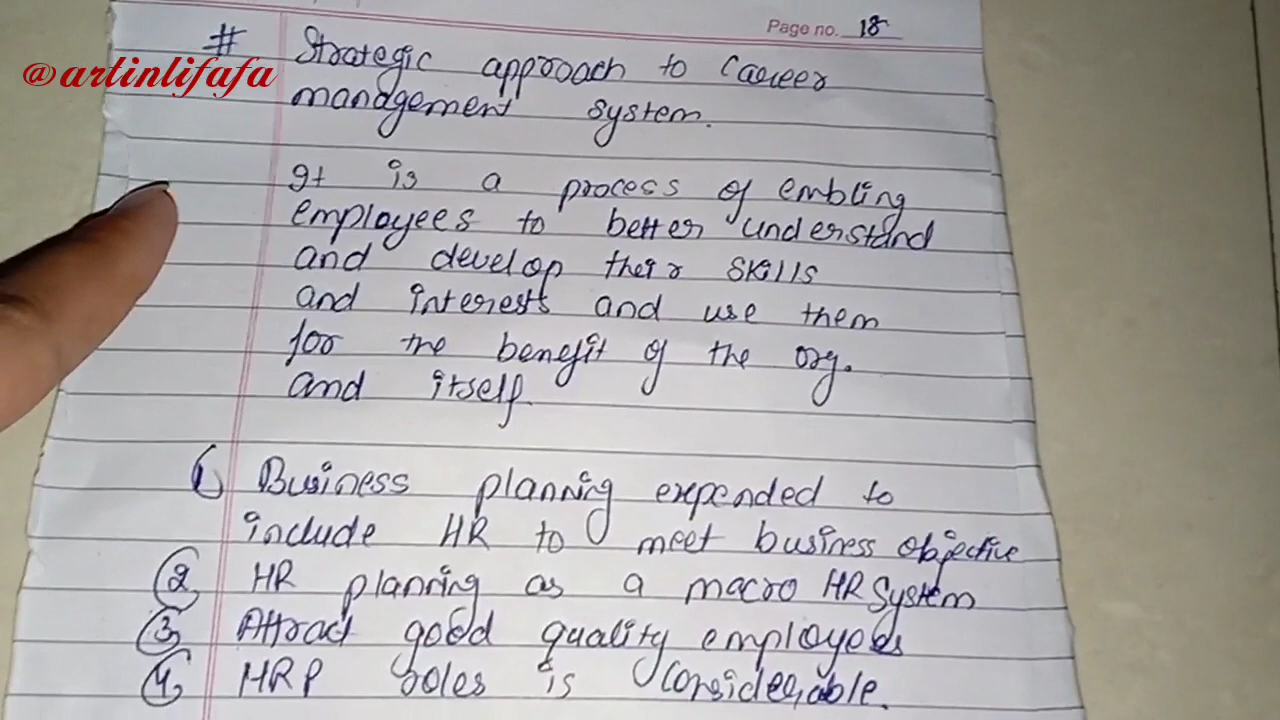 Page no. 18
@artinlifafa
# Strategic approach to Career
management system.
It is a process of embling
employees to better understand
and develop their skills
and interests and use them
for the benefit of the org.
and itself.
1 Business planning expended to
include HR to meet business objective
2 HR planning as a macro HR System
3 Attract good quality employees
4 HRP roles is Considerable.